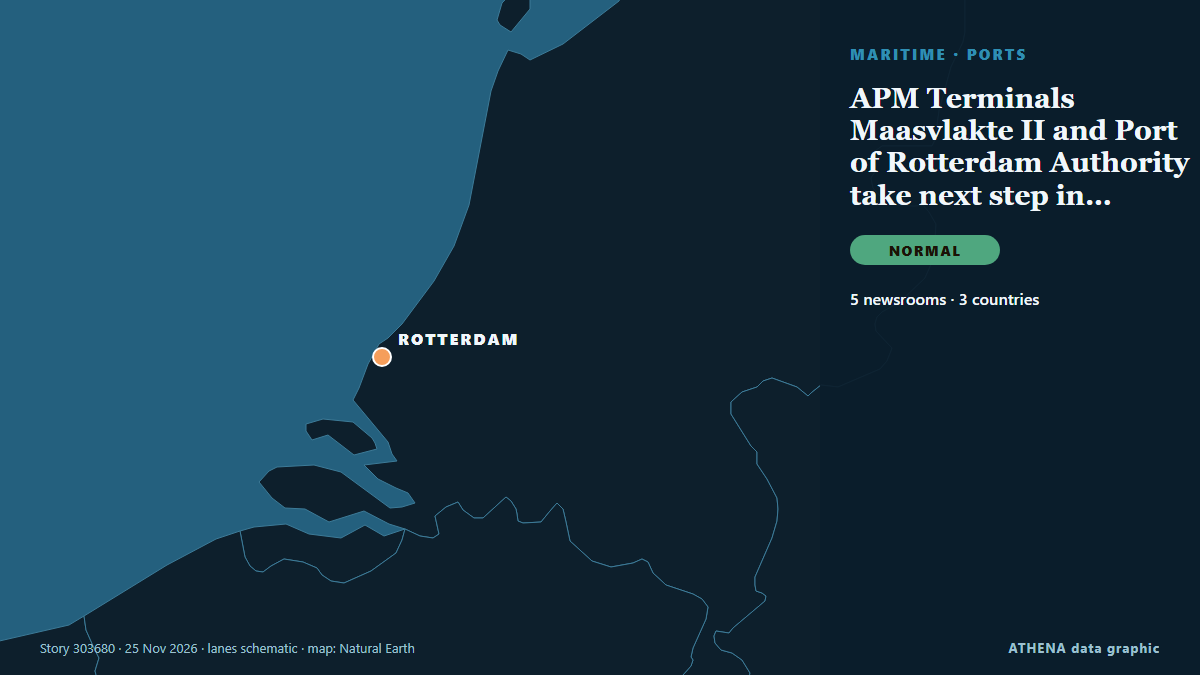 MARITIME · PORTS
APM Terminals
Maasvlakte II and Port
of Rotterdam Authority
take next step in...
NORMAL
5 newsrooms · 3 countries
ROTTERDAM
Story 303680 · 25 Nov 2026 · lanes schematic · map: Natural Earth
ATHENA data graphic